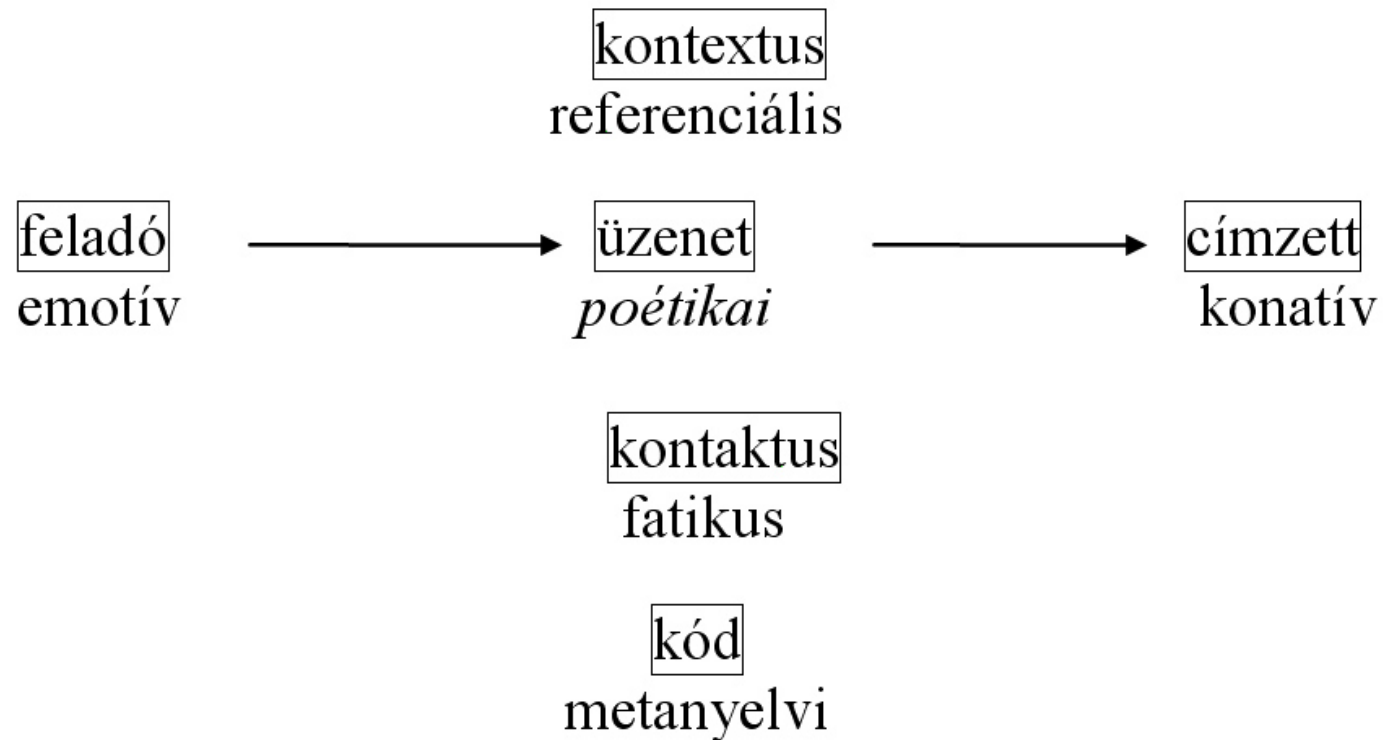 kontextus
referenciális
feladó
üzenet
címzett
emotív
poétikai
konatív
kontaktus
fatikus
kód
metanyelvi